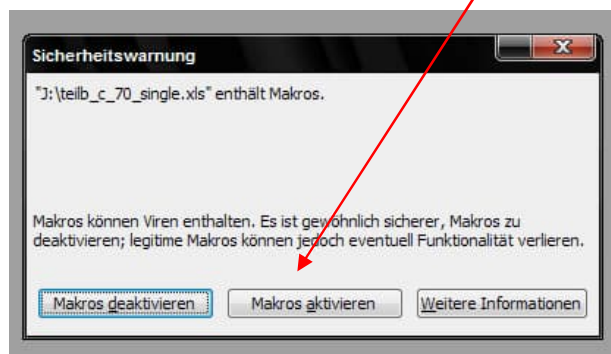 Sicherheitswarnung
"J:\teilb_c_70_single.xls" enthält Makros.
Makros können Viren enthalten. Es ist gewöhnlich sicherer, Makros zu
deaktivieren; legitime Makros können jedoch eventuell Funktionalität verlieren.
Makros deaktivieren Makros aktivieren Weitere Informationen